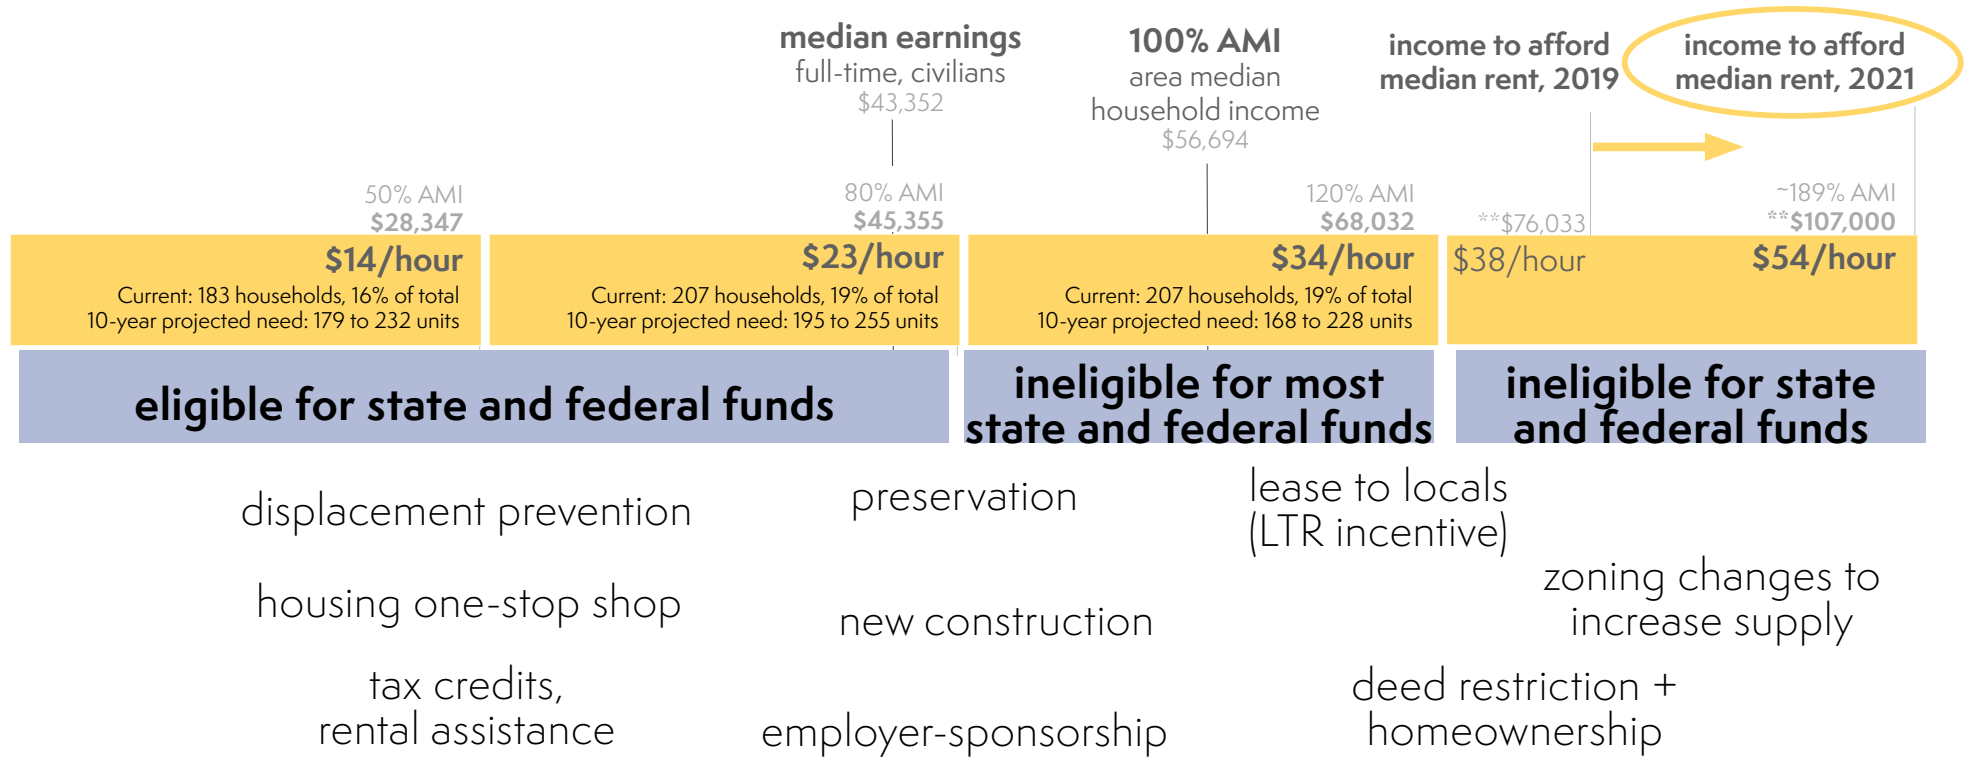 median earnings
full-time, civilians
$43,352
100% AMI
area median
household income
$56,694
income to afford
median rent, 2019
income to afford
median rent, 2021
50% AMI
$28,347
80% AMI
$45,355
120% AMI
$68,032
**$76,033
~189% AMI
**$107,000
$14/hour
Current: 183 households, 16% of total
10-year projected need: 179 to 232 units
$23/hour
Current: 207 households, 19% of total
10-year projected need: 195 to 255 units
$34/hour
Current: 207 households, 19% of total
10-year projected need: 168 to 228 units
$38/hour
$54/hour
eligible for state and federal funds
ineligible for most
state and federal funds
ineligible for state
and federal funds
displacement prevention
preservation
lease to locals
(LTR incentive)
housing one-stop shop
new construction
zoning changes to
increase supply
tax credits,
rental assistance
employer-sponsorship
deed restriction +
homeownership